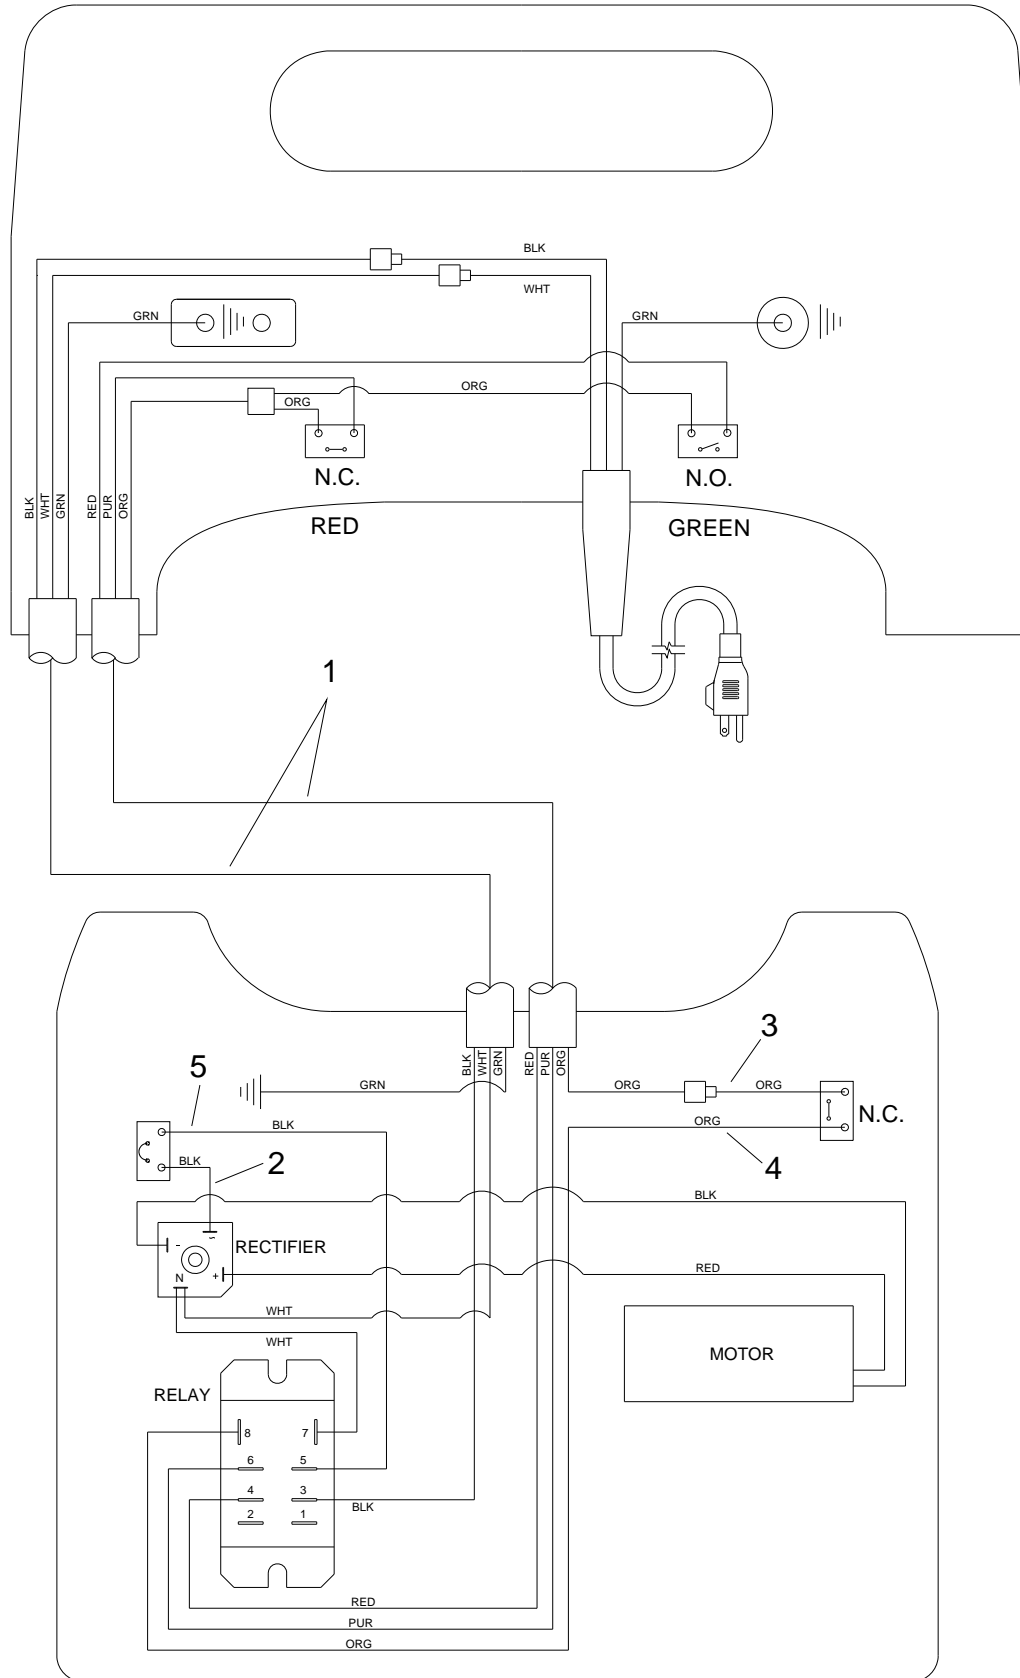 BLK
WHT
GRN
GRN
ORG
ORG
BLK
WHT
GRN
RED
PUR
ORG
N.C.
N.O.
RED
GREEN
1
BLK
WHT
GRN
RED
PUR
ORG
3
5
GRN
ORG
ORG
N.C.
BLK
ORG
4
BLK
2
BLK
-
~
RECTIFIER
N
+
RED
WHT
WHT
MOTOR
RELAY
8
7
6
5
4
3
BLK
2
1
RED
PUR
ORG